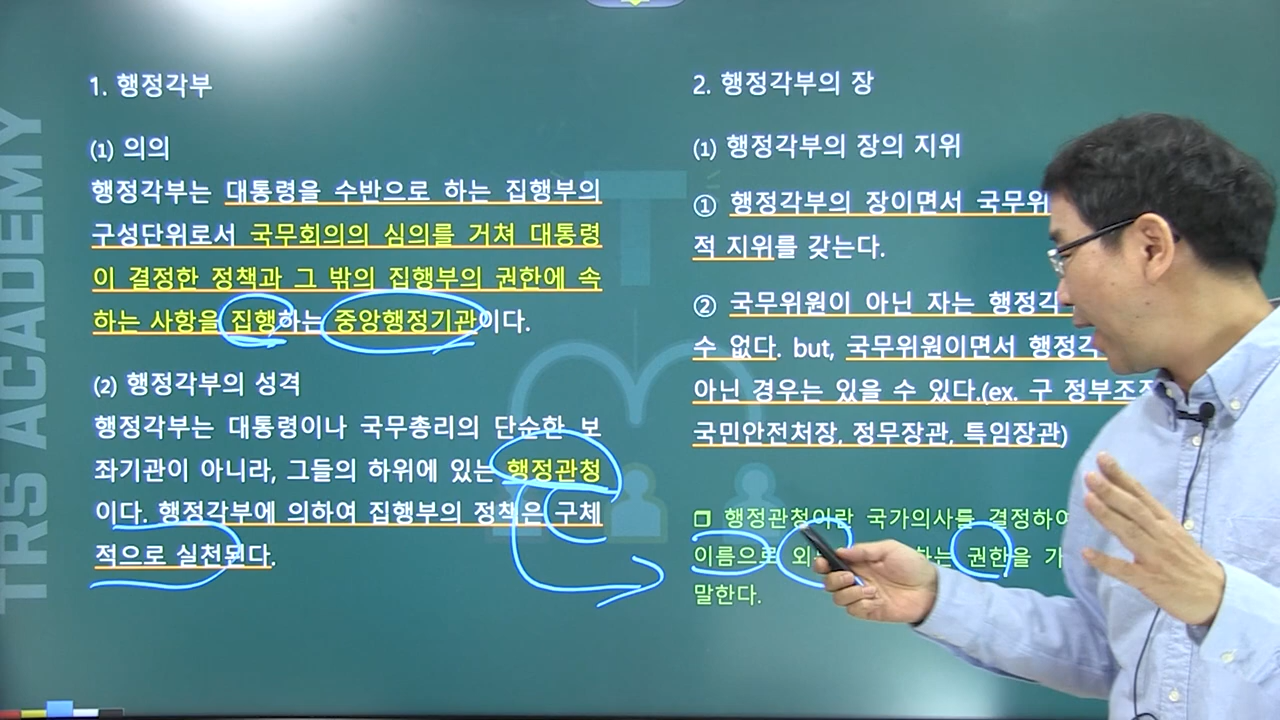 TRS ACADEMY
1. 행정각부
(1) 의의
행정각부는 대통령을 수반으로 하는 집행부의
구성단위로서 국무회의의 심의를 거쳐 대통령
이 결정한 정책과 그 밖의 집행부의 권한에 속
하는 사항을 집행하는 중앙행정기관이다.
(2) 행정각부의 성격
행정각부는 대통령이나 국무총리의 단순한 보
좌기관이 아니라, 그들의 하위에 있는 행정관청
이다. 행정각부에 의하여 집행부의 정책은 구체
적으로 실천된다.
2. 행정각부의 장
(1) 행정각부의 장의 지위
① 행정각부의 장이면서 국무위
적 지위를 갖는다.
② 국무위원이 아닌 자는 행정각
수 없다. but, 국무위원이면서 행정각
아닌 경우는 있을 수 있다.(ex. 구 정부조직
국민안전처장, 정무장관, 특임장관)
❐ 행정관청이란 국가의사를 결정하여
이름으로 외 하는 권한을 가
말한다.